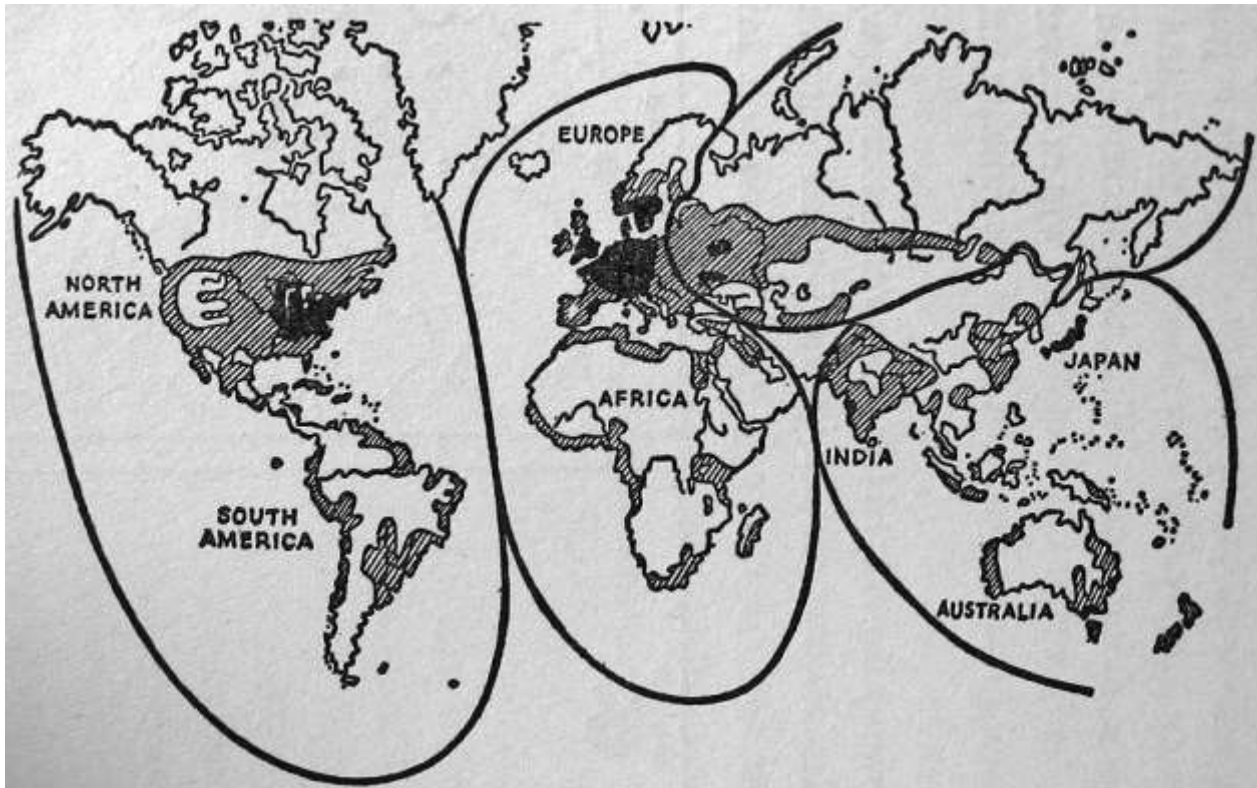 EUROPE
NORTH
AMERICA
JAPAN
AFRICA
INDIA
SOUTH
AMERICA
AUSTRALIA